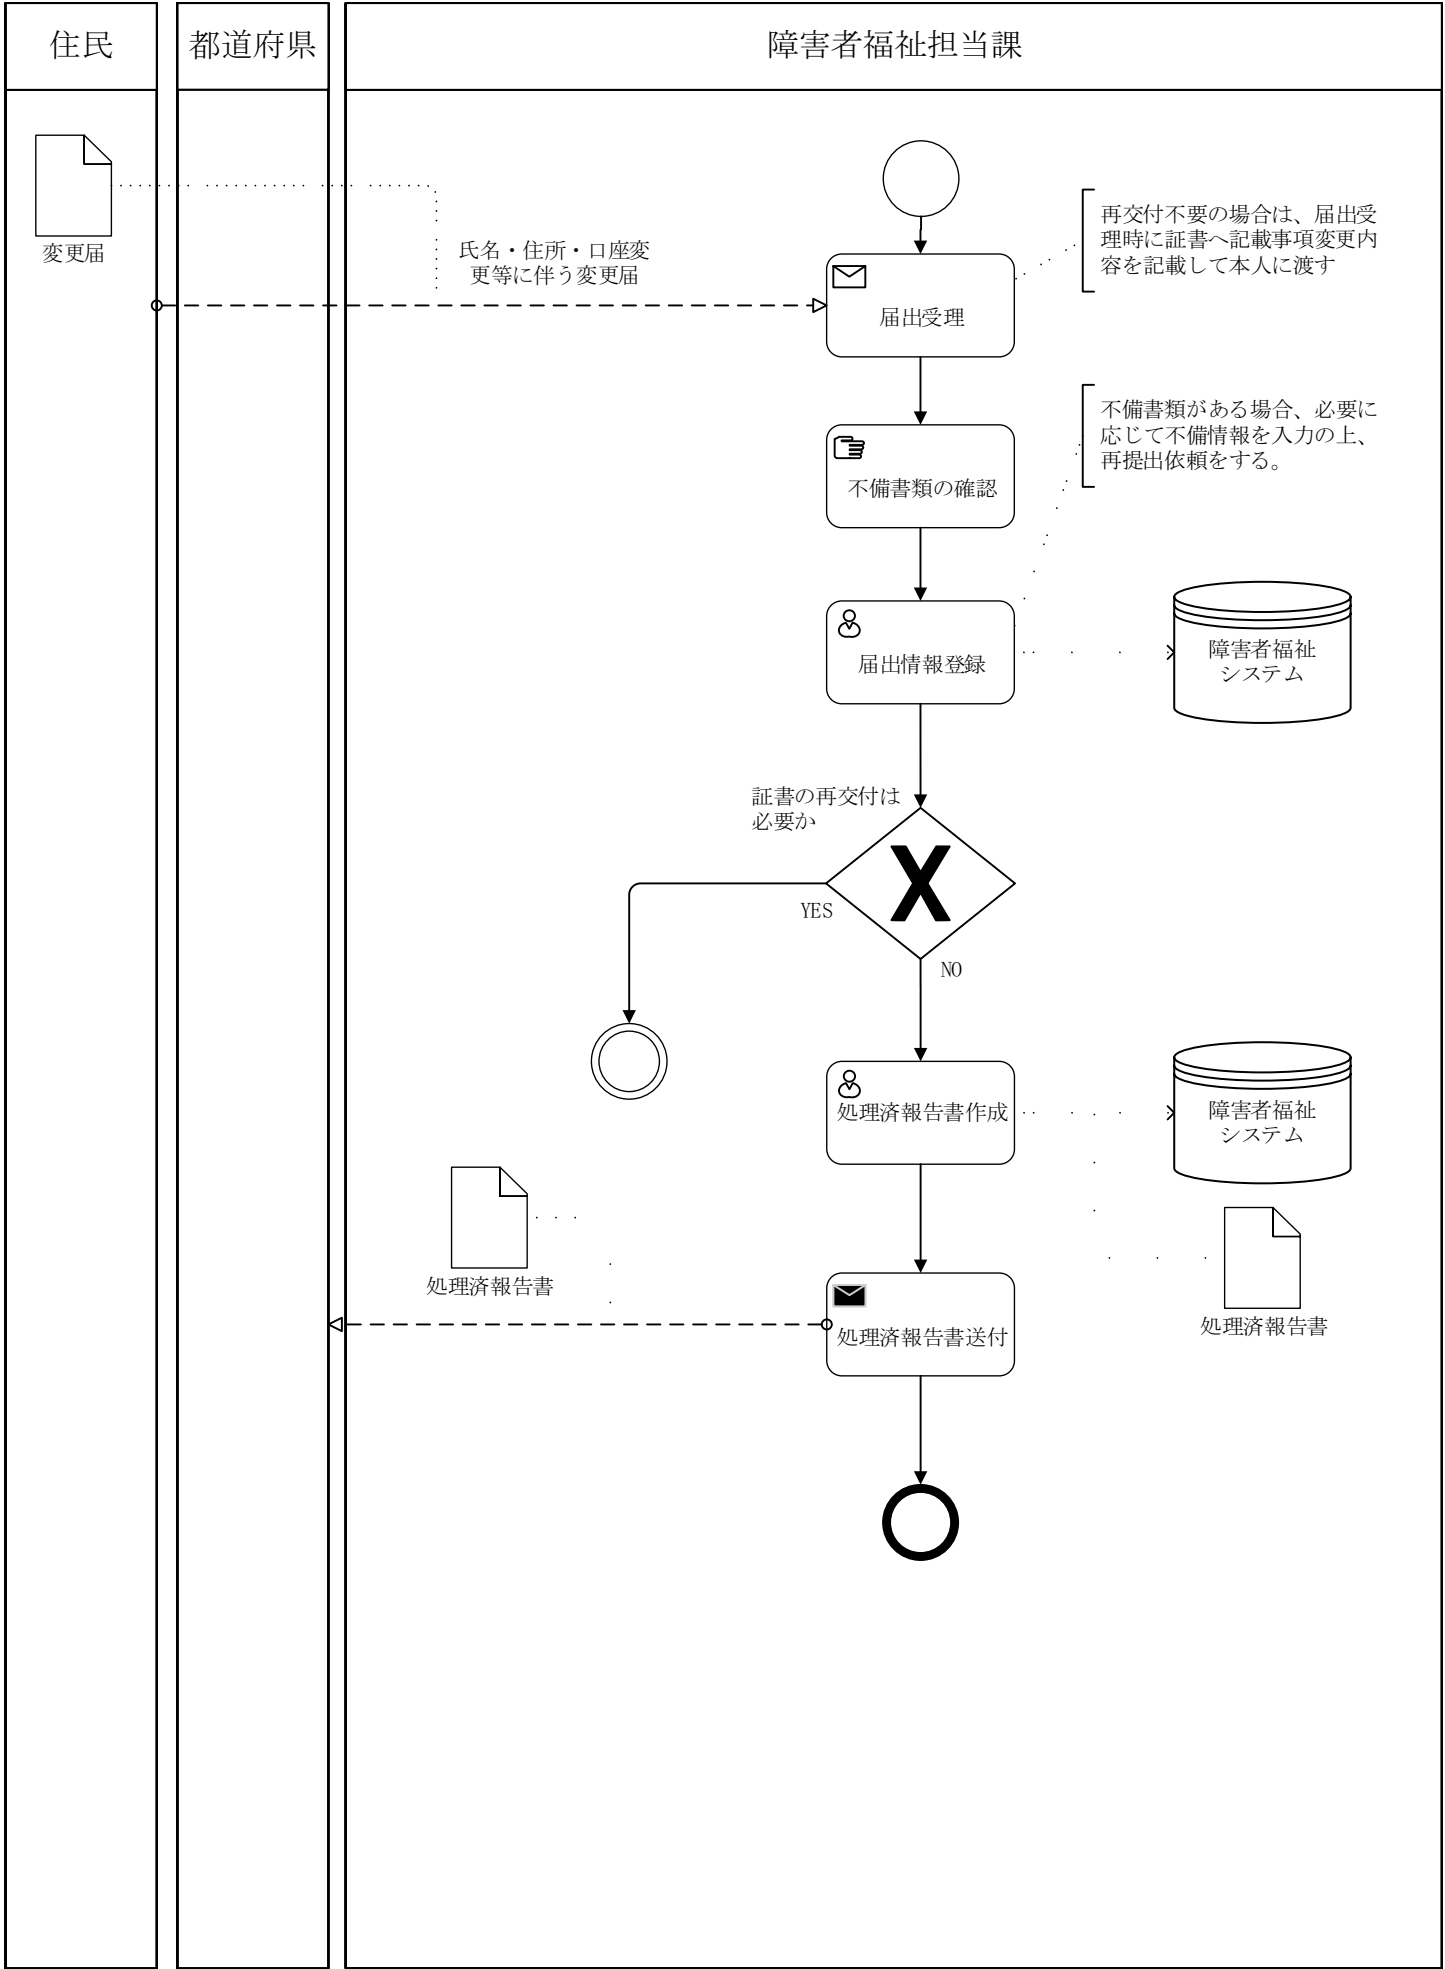 住民
都道府県
障害者福祉担当課
変更届
氏名・住所・口座変
更等に伴う変更届
再交付不要の場合は、届出受
理時に証書へ記載事項変更内
容を記載して本人に渡す
届出受理
不備書類がある場合、必要に
応じて不備情報を入力の上、
再提出依頼をする。
不備書類の確認
届出情報登録
障害者福祉
システム
証書の再交付は
必要か
YES
NO
処理済報告書作成
障害者福祉
システム
処理済報告書
処理済報告書送付
処理済報告書